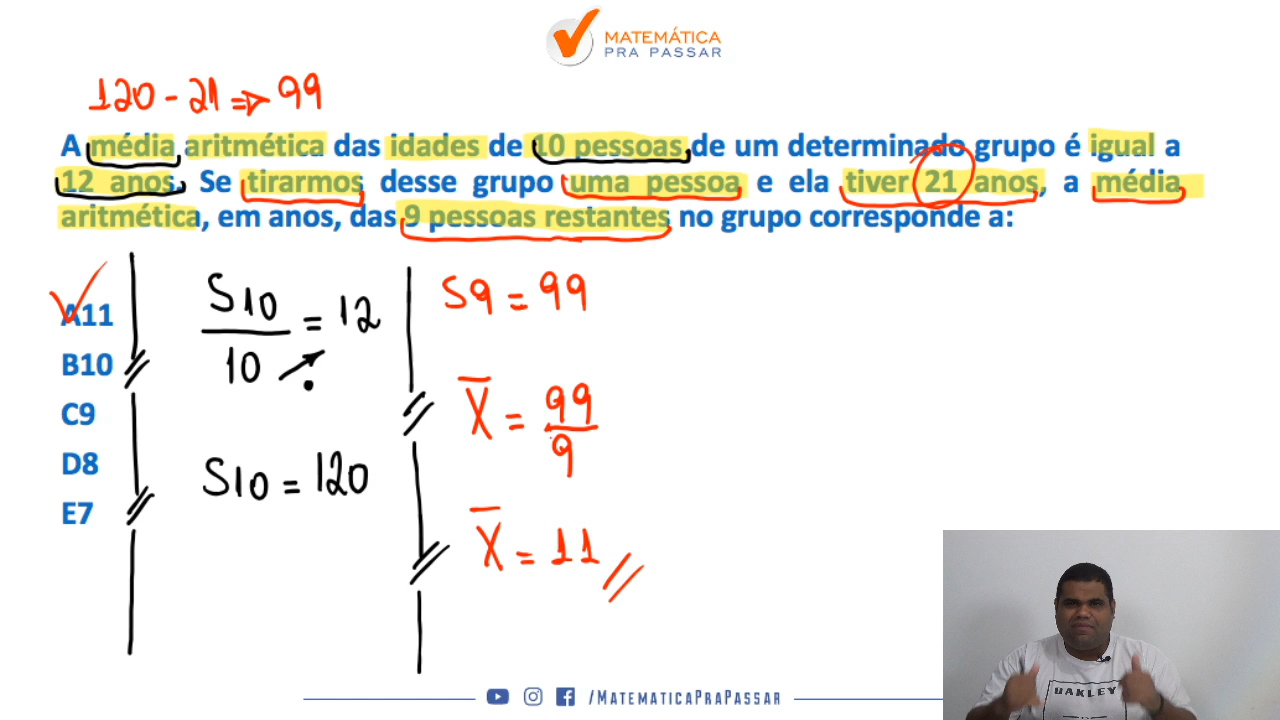 MATEMÁTICA
PRA PASSAR
120 - 21 => 99
A média aritmética das idades de 10 pessoas de um determinado grupo é igual a
12 anos. Se tirarmos desse grupo uma pessoa e ela tiver 21 anos, a média
aritmética, em anos, das 9 pessoas restantes no grupo corresponde a:
A11
B10
C9
D8
E7
S10
10
= 12
S10 = 120
S9 = 99
X̅ = 99
9
X̅ = 11
OAKLEY
/MATEMATICAPRAPASSAR